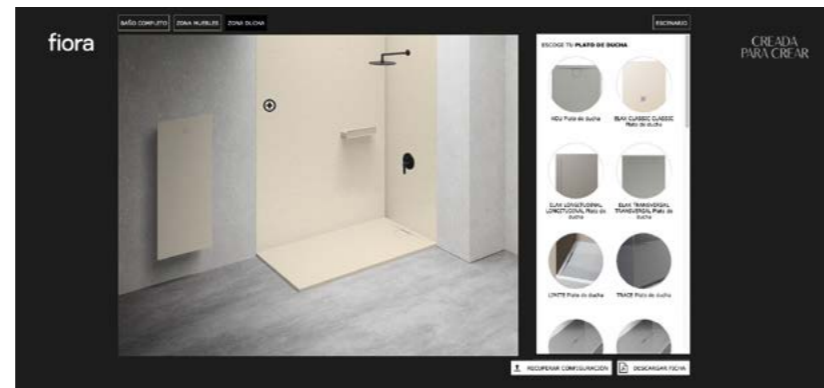 BAÑO COMPLETO ZONA MUEBLES ZONA DUCHA ESCENARIO
fiora
CREADA
PARA CREAR
ESCOGE TU PLATO DE DUCHA
Plato de ducha
ELAX CLASSIC CLASSIC
Plato de ducha
ELAX LONGITUDINAL
LONGITUDINAL Plato de
ducha
ELAX TRANSVERSAL
TRANSVERSAL Plato de
ducha
Plato de ducha
TRACE Plato de ducha
RECUPERAR CONFIGURACIÓN
DESCARGAR FICHA